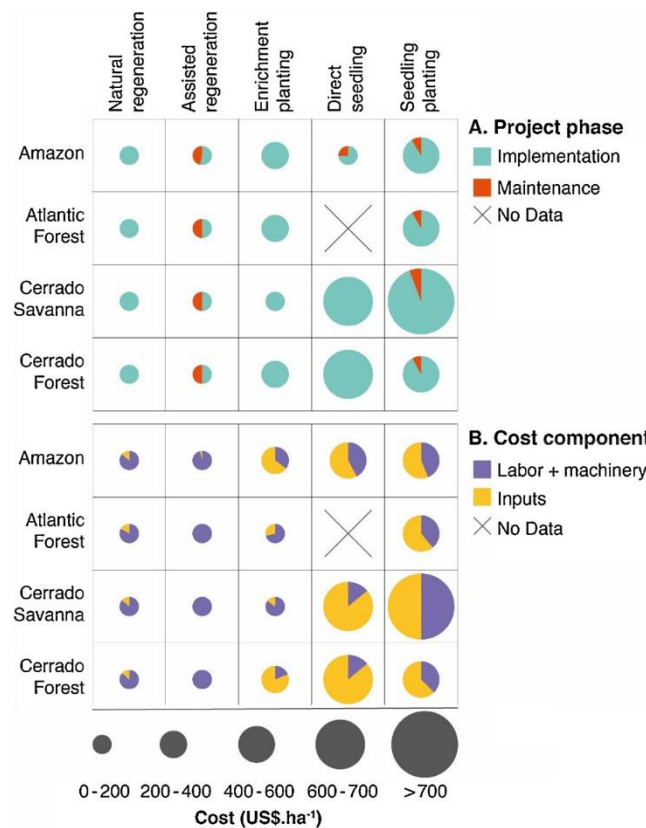 Natural
regeneration
Assisted
regeneration
Enrichment
planting
Direct
seedling
Seedling
planting
Amazon
Atlantic
Forest
Cerrado
Savanna
Cerrado
Forest
A. Project phase
Implementation
Maintenance
No Data
Amazon
Atlantic
Forest
Cerrado
Savanna
Cerrado
Forest
B. Cost component
Labor + machinery
Inputs
No Data
0-200 200-400 400-600 600-700 >700
Cost (US$.ha⁻¹)